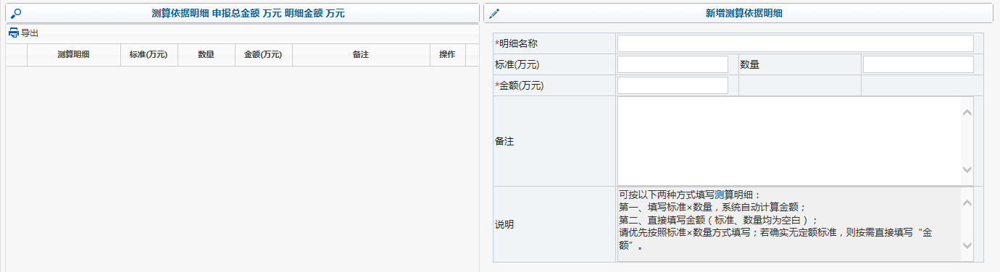 测算依据明细 申报总金额 万元 明细金额 万元
导出
测算明细 标准(万元) 数量 金额(万元) 备注 操作
新增测算依据明细
*明细名称
标准(万元) 数量
*金额(万元)
备注
说明
可按以下两种方式填写测算明细：
第一、填写标准×数量，系统自动计算金额；
第二、直接填写金额（标准、数量均为空白）；
请优先按照标准×数量方式填写；若确实无定额标准，则按需直接填写“金
额”。